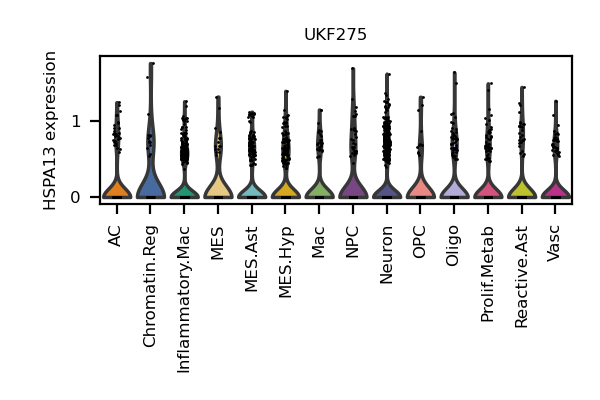 UKF275
HSPA13 expression
1
0
AC
Chromatin.Reg
Inflammatory.Mac
MES
MES.Ast
MES.Hyp
Mac
NPC
Neuron
OPC
Oligo
Prolif.Metab
Reactive.Ast
Vasc